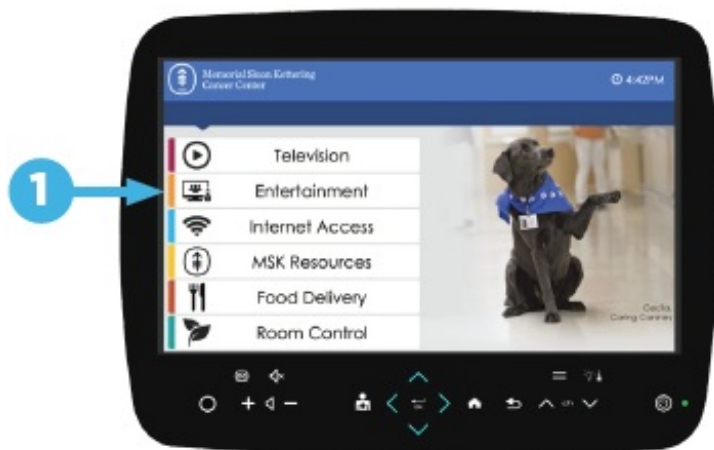 Memorial Sloan Kettering
Cancer Center
4:42PM
1
Television
Entertainment
Internet Access
MSK Resources
Food Delivery
Room Control
Caring Canines